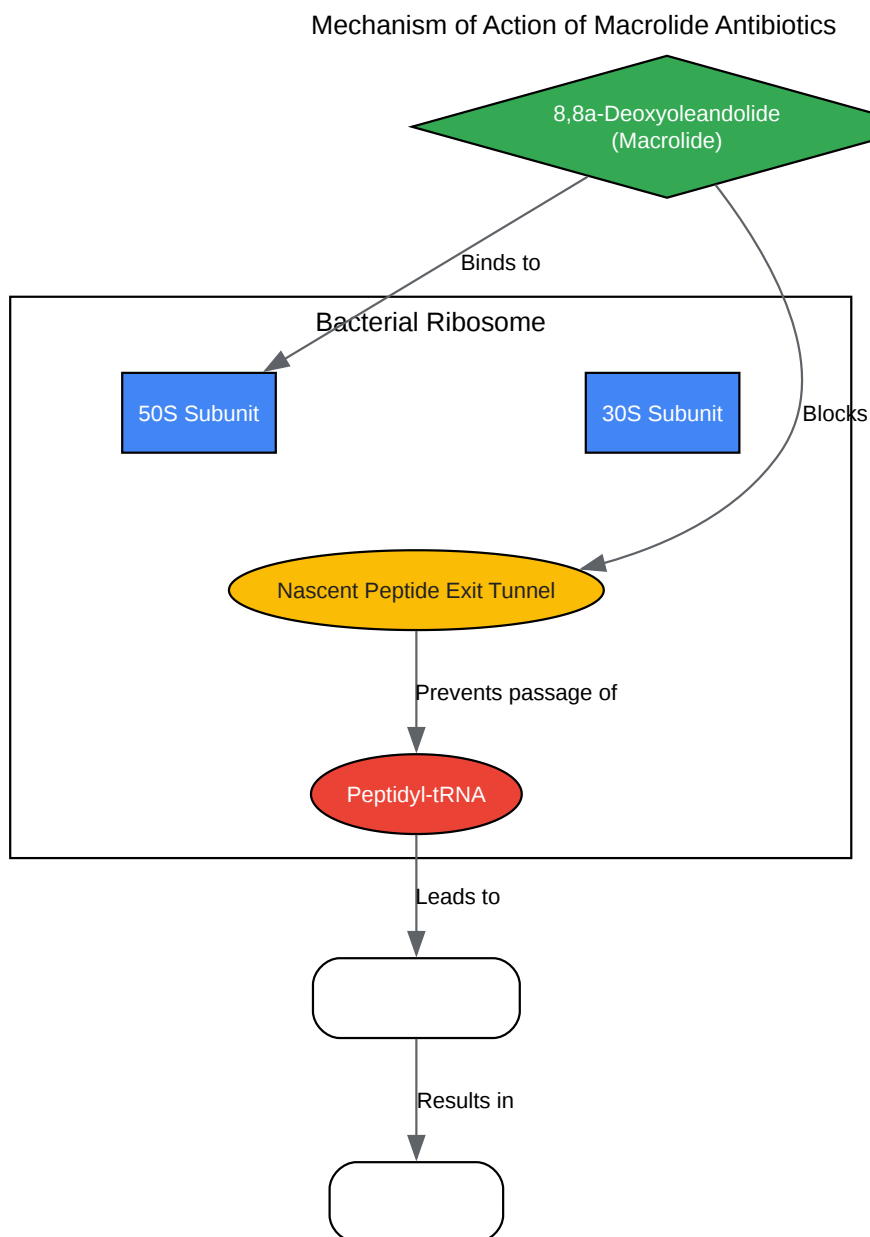 Mechanism of Action of Macrolide Antibiotics
8,8a-Deoxyoleandolide
(Macrolide)
Binds to
Bacterial Ribosome
50S Subunit
30S Subunit
Blocks
Nascent Peptide Exit Tunnel
Prevents passage of
Peptidyl-tRNA
Leads to
Results in